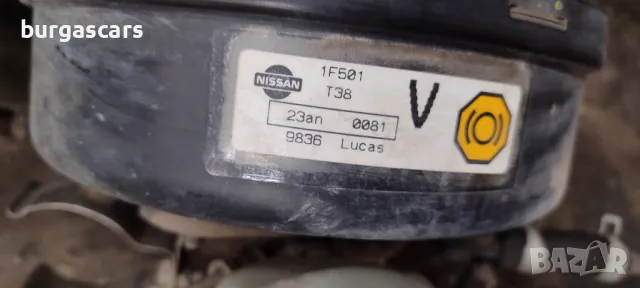 burgascars
NISSAN
1F501
T38
V
23an 0081
9836 Lucas
BAZAR